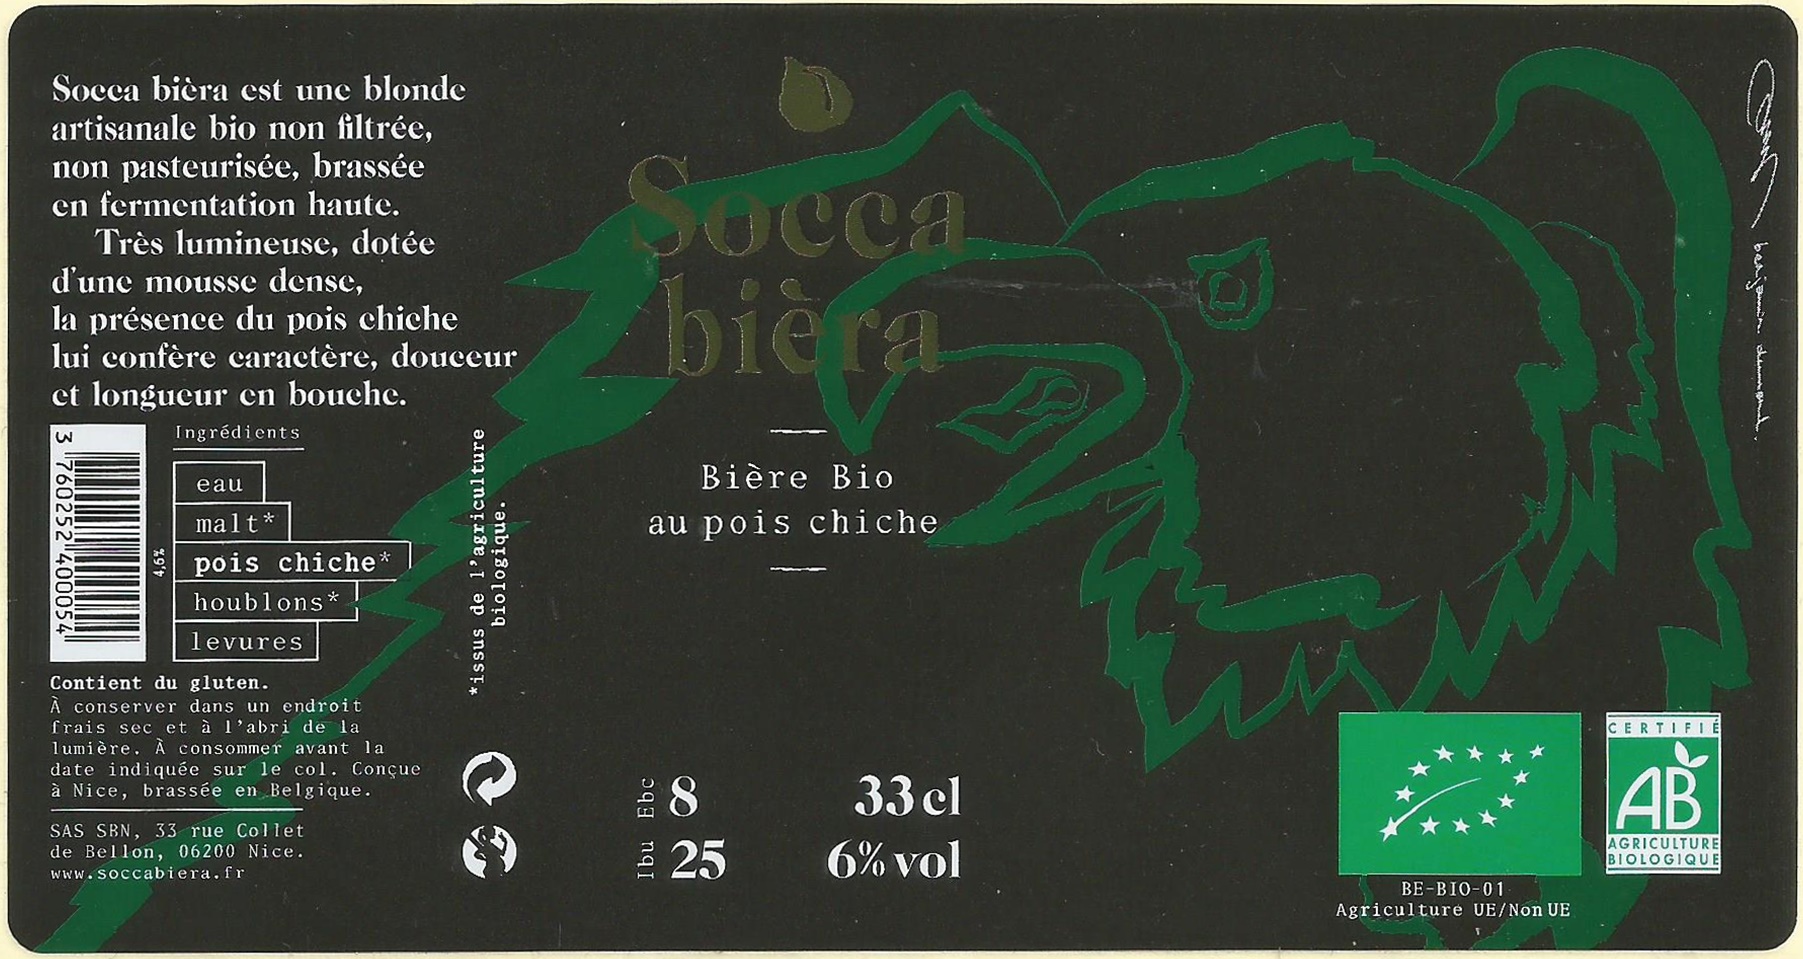 Socca bièra est une blonde
artisanale bio non filtrée,
non pasteurisée, brassée
en fermentation haute.
Très lumineuse, dotée
d'une mousse dense,
la présence du pois chiche
lui confère caractère, douceur
et longueur en bouche.
3 760252 400054
Ingrédients
eau
malt*
4,6%
pois chiche*
houblons*
levures
*issus de l'agriculture
biologique.
Contient du gluten.
À conserver dans un endroit
frais sec et à l'abri de la
lumière. À consommer avant la
date indiquée sur le col. Conçue
à Nice, brassée en Belgique.
SAS SBN, 33 rue Collet
de Bellon, 06200 Nice.
www.soccabiera.fr
Socca
bièra
Bière Bio
au pois chiche
Ebc 8
33 cl
Ibu 25
6% vol
BE-BIO-01
Agriculture UE/Non UE
CERTIFIÉ
AB
AGRICULTURE
BIOLOGIQUE